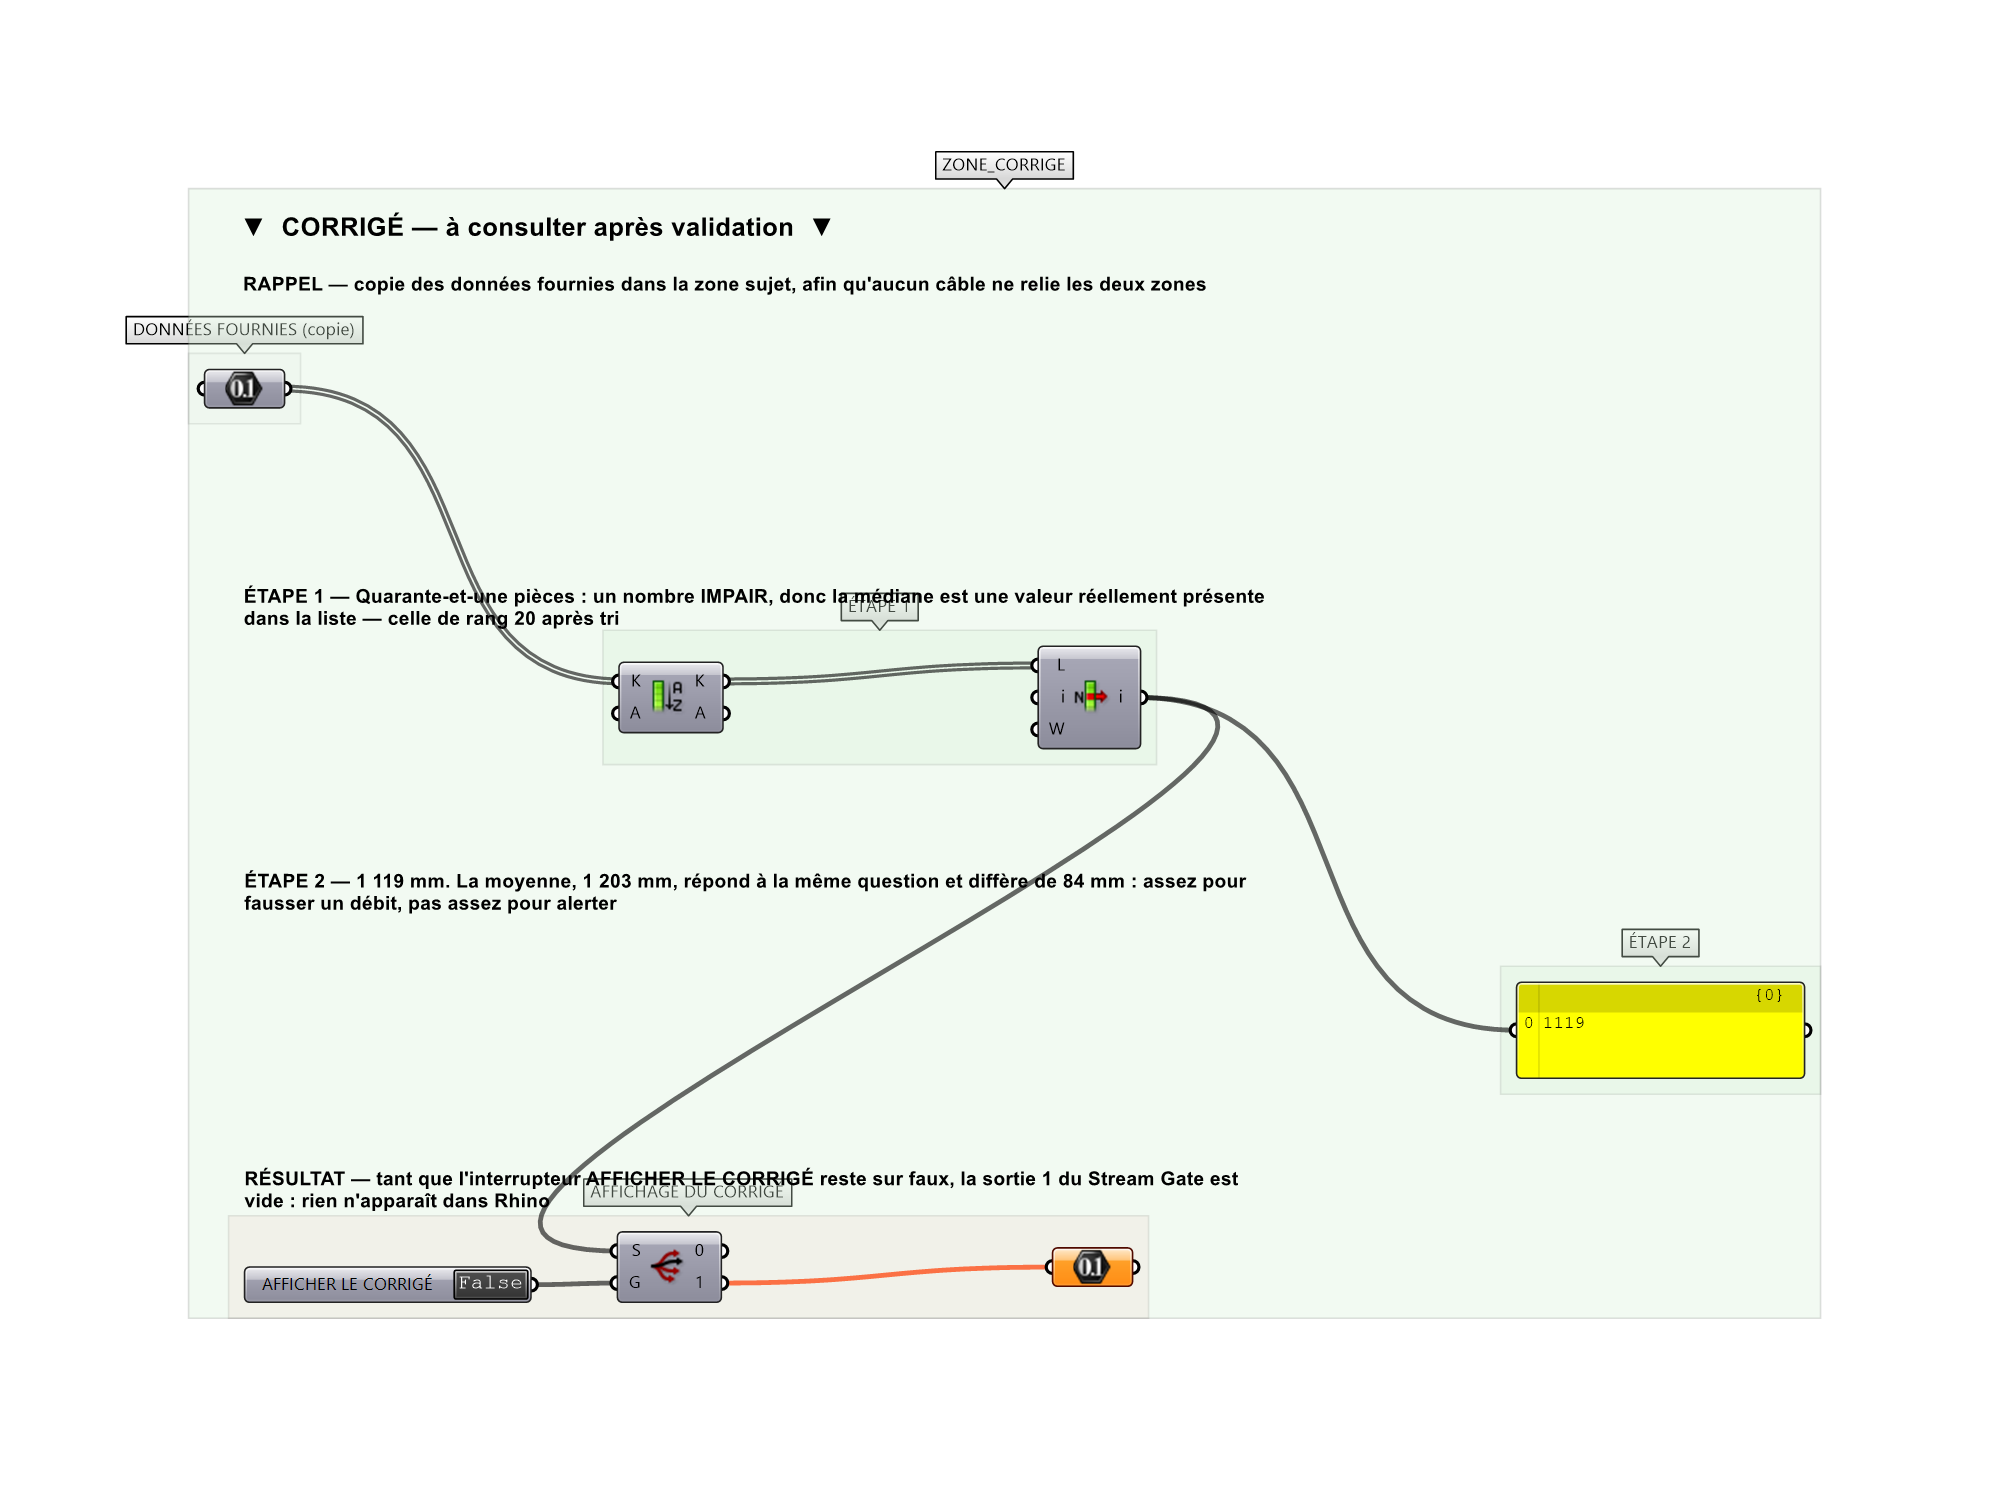 ZONE_CORRIGE
▼ CORRIGÉ — à consulter après validation ▼
RAPPEL — copie des données fournies dans la zone sujet, afin qu'aucun câble ne relie les deux zones
DONNÉES FOURNIES (copie)
0.1
ÉTAPE 1 — Quarante-et-une pièces : un nombre IMPAIR, donc la médiane est une valeur réellement présente
dans la liste — celle de rang 20 après tri
ÉTAPE 1
K K
A A
A Z
L
i N i
W
ÉTAPE 2 — 1 119 mm. La moyenne, 1 203 mm, répond à la même question et diffère de 84 mm : assez pour
fausser un débit, pas assez pour alerter
ÉTAPE 2
{0}
0 1119
RÉSULTAT — tant que l'interrupteur AFFICHER LE CORRIGÉ reste sur faux, la sortie 1 du Stream Gate est
vide : rien n'apparaît dans Rhino
AFFICHAGE DU CORRIGÉ
S 0
G 1
AFFICHER LE CORRIGÉ False
0.1